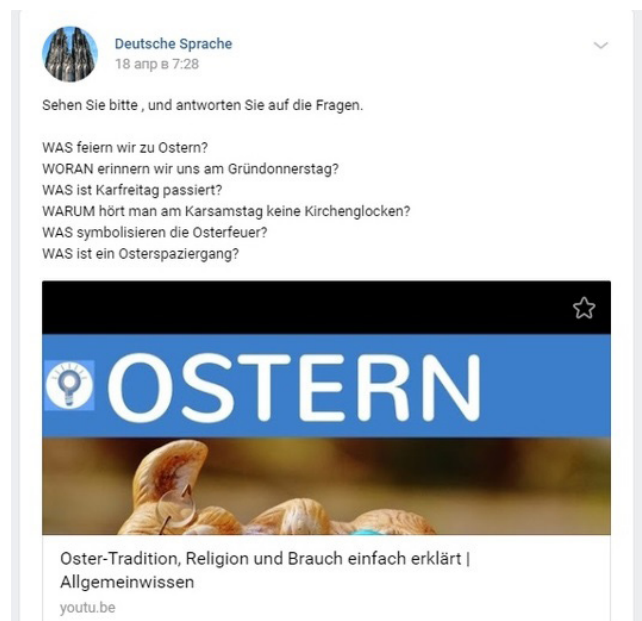 Deutsche Sprache
18 апр в 7:28
Sehen Sie bitte , und antworten Sie auf die Fragen.
WAS feiern wir zu Ostern?
WORAN erinnern wir uns am Gründonnerstag?
WAS ist Karfreitag passiert?
WARUM hört man am Karsamstag keine Kirchenglocken?
WAS symbolisieren die Osterfeuer?
WAS ist ein Osterspaziergang?
OSTERN
Oster-Tradition, Religion und Brauch einfach erklärt |
Allgemeinwissen
youtu.be